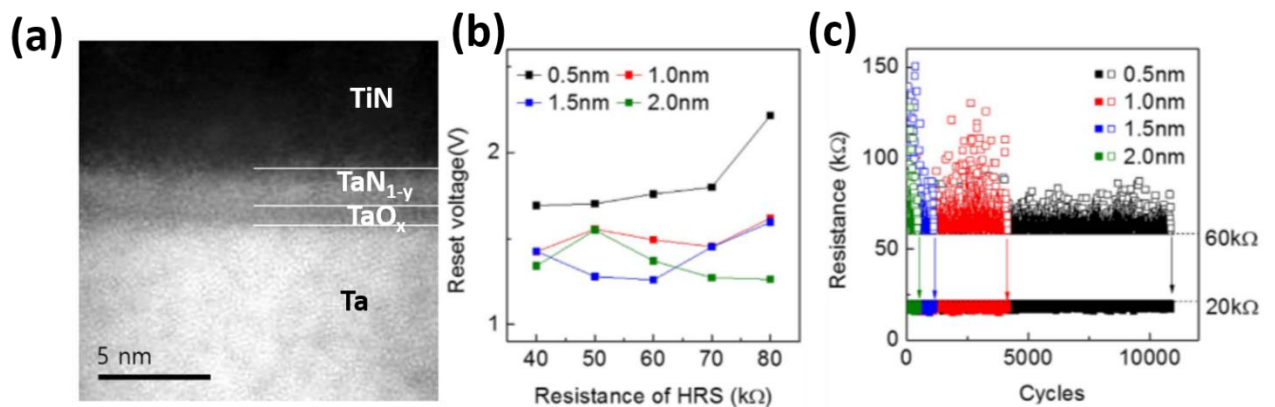 (a)
TiN
TaN1-y
TaOx
Ta
5 nm
(b)
Reset voltage(V)
2
1
0.5nm 1.0nm
1.5nm 2.0nm
40 50 60 70 80
Resistance of HRS (kΩ)
(c)
Resistance (kΩ)
150
100
50
0
0.5nm
1.0nm
1.5nm
2.0nm
60kΩ
20kΩ
0 5000 10000
Cycles